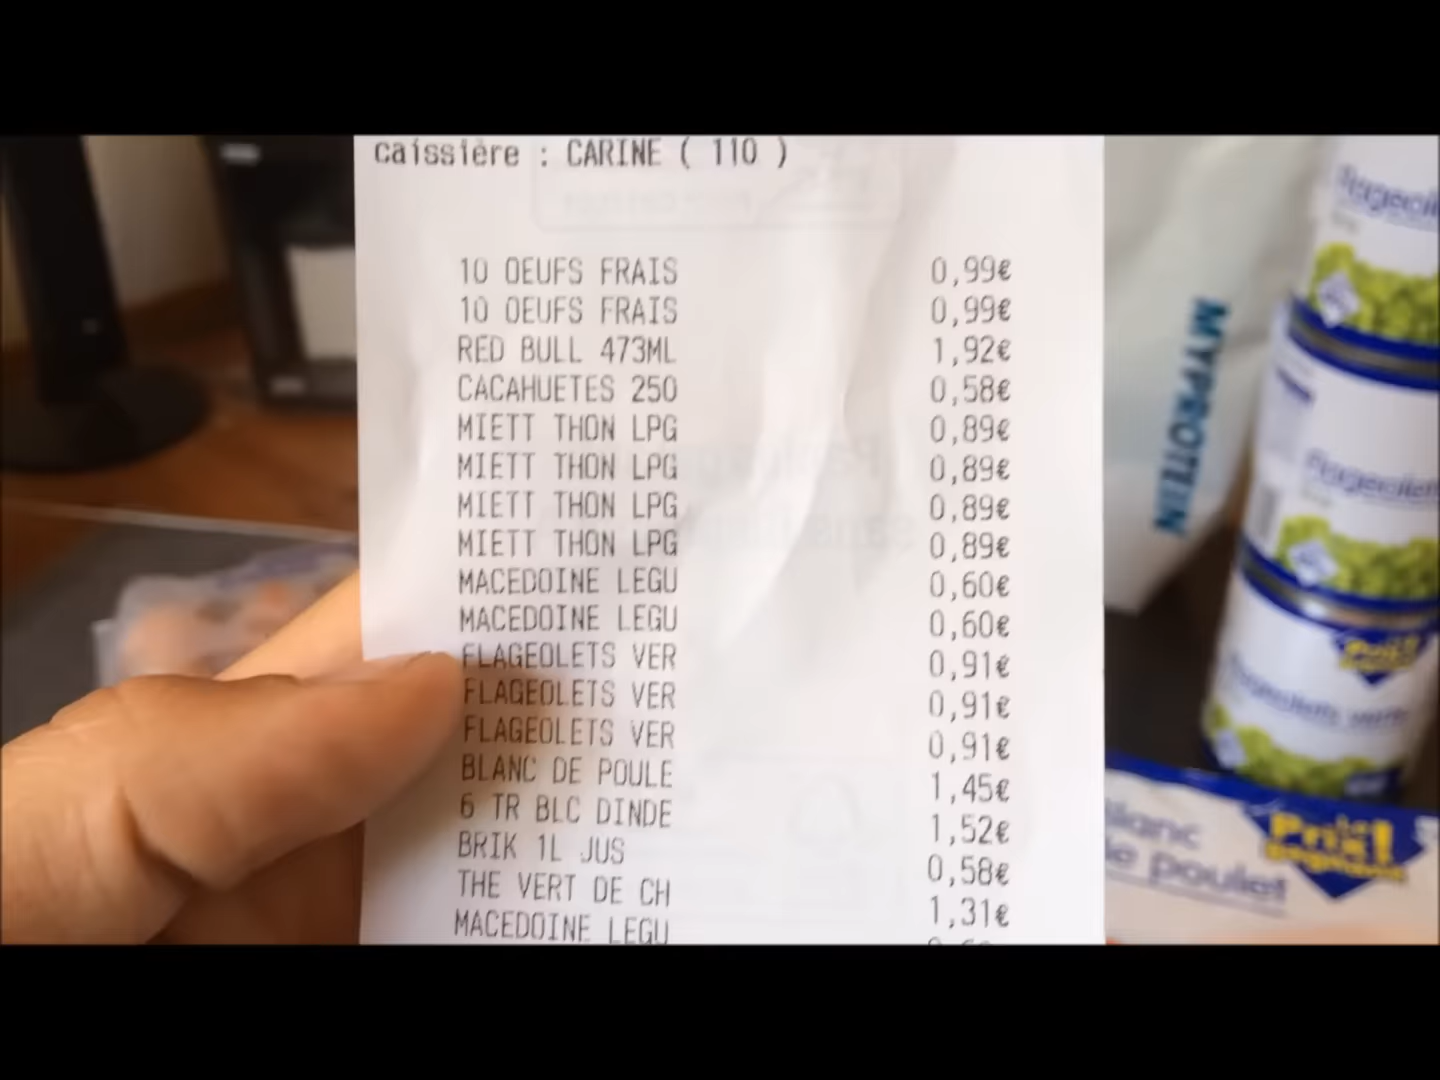 caissière : CARINE ( 110 )
10 OEUFS FRAIS 0,99€
10 OEUFS FRAIS 0,99€
RED BULL 473ML 1,92€
CACAHUETES 250 0,58€
MIETT THON LPG 0,89€
MIETT THON LPG 0,89€
MIETT THON LPG 0,89€
MIETT THON LPG 0,89€
MACEDOINE LEGU 0,60€
MACEDOINE LEGU 0,60€
FLAGEOLETS VER 0,91€
FLAGEOLETS VER 0,91€
FLAGEOLETS VER 0,91€
BLANC DE POULE 1,45€
6 TR BLC DINDE 1,52€
BRIK 1L JUS 0,58€
THE VERT DE CH 1,31€
MACEDOINE LEGU
MYPROTEIN
Flageolets
Flageolets verts
Blanc
de poulet
Le
Prix!
Gagnant